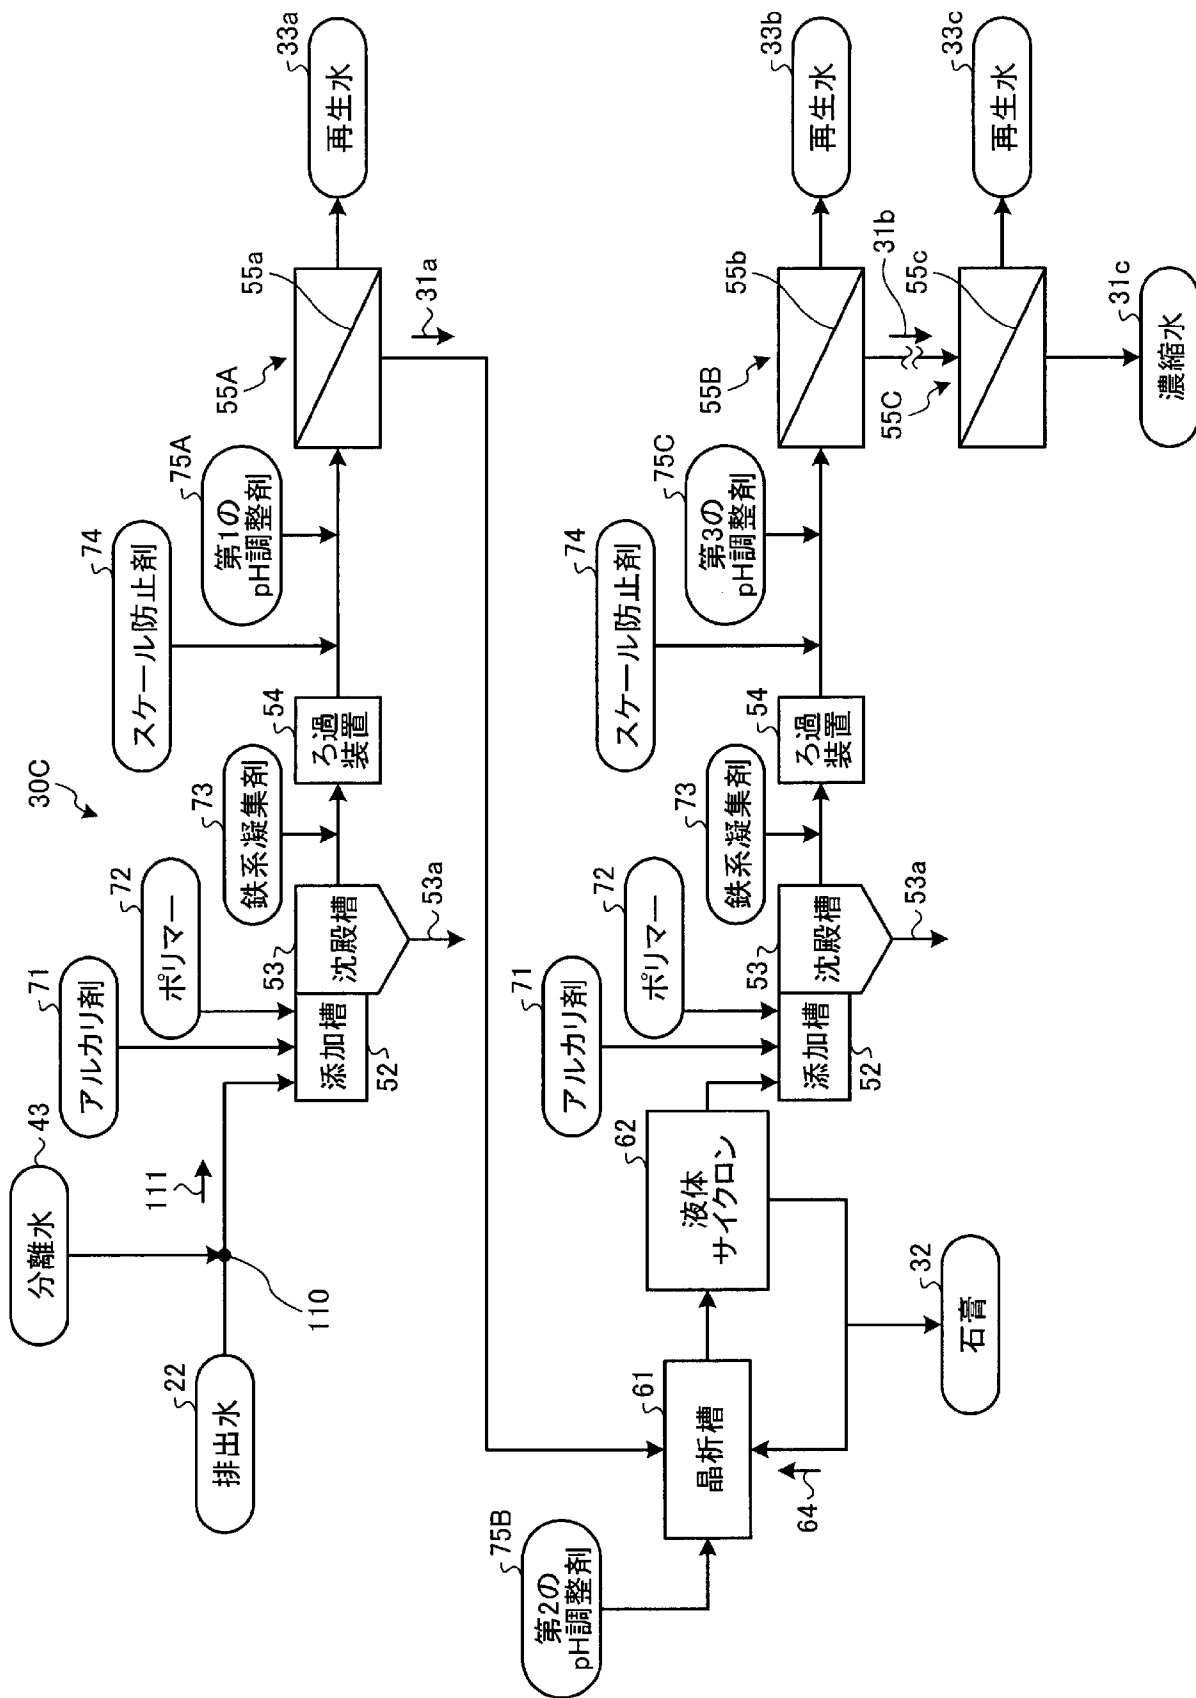 30C
分離水
43
排出水
22
110
111
アルカリ剤
71
ポリマー
72
添加槽
52
沈殿槽
53
53a
鉄系凝集剤
73
ろ過
装置
54
スケール防止剤
74
第1の
pH調整剤
75A
55A
55a
31a
再生水
33a
第2の
pH調整剤
75B
晶析槽
61
64
液体
サイクロン
62
石膏
32
アルカリ剤
71
ポリマー
72
添加槽
52
沈殿槽
53
53a
鉄系凝集剤
73
ろ過
装置
54
スケール防止剤
74
第3の
pH調整剤
75C
55B
55b
31b
再生水
33b
55C
55c
再生水
33c
濃縮水
31c